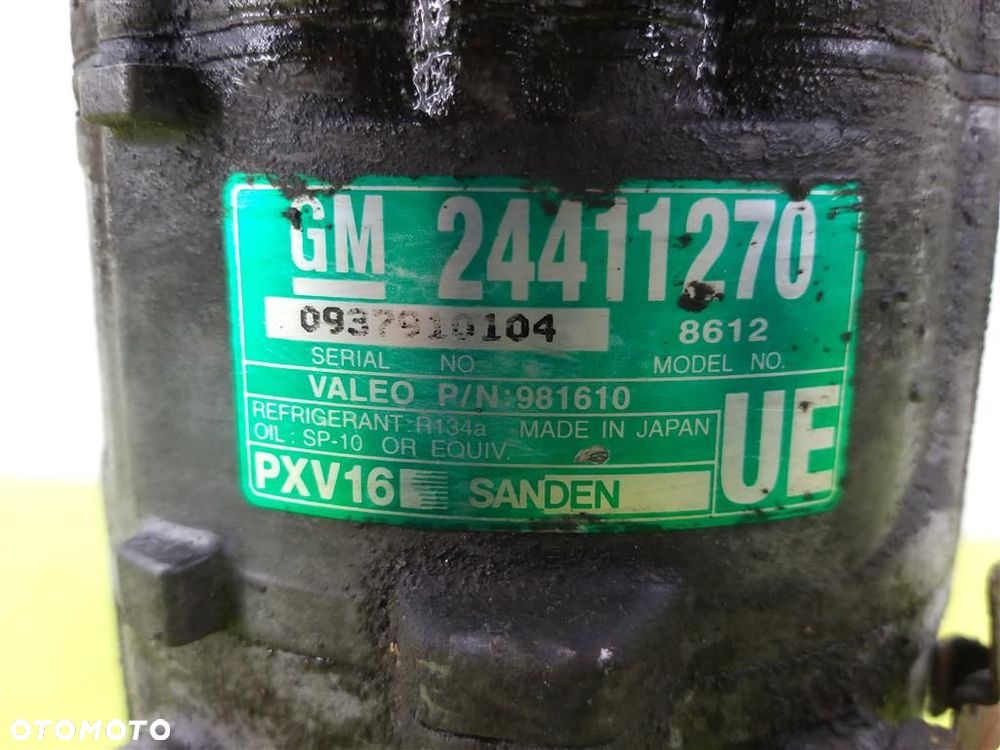 GM 24411270
0937910104 8612
SERIAL NO. MODEL NO.
VALEO P/N:981610
REFRIGERANT:R134a MADE IN JAPAN
OIL : SP-10 OR EQUIV.
UE
PXV16 SANDEN
OTOMOTO